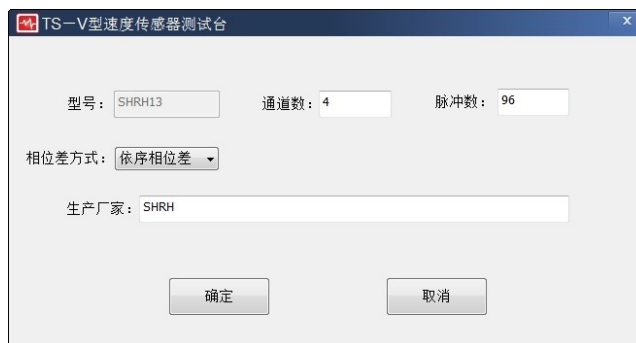 TS－V型速度传感器测试台 x
型号： SHRH13 通道数： 4 脉冲数： 96
相位差方式： 依序相位差
生产厂家： SHRH
确定 取消